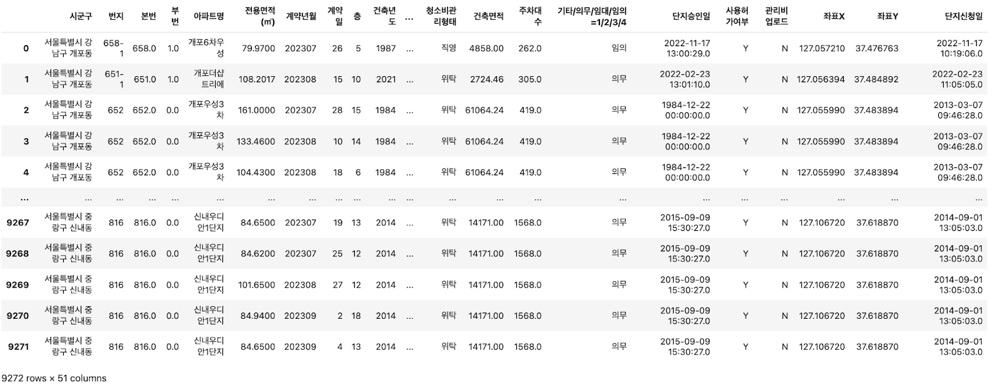 시군구 번지 본번 부번 아파트명 전용면적(㎡) 계약년월 계약일 층 건축년도 ... 청소비관리형태 건축면적 주차대수 기타/의무/임대/임의=1/2/3/4 단지승인일 사용허가여부 관리비 업로드 좌표X 좌표Y 단지신청일
0 서울특별시 강남구 개포동 658-1 658.0 1.0 개포6차우성 79.9700 202307 26 5 1987 ... 직영 4858.00 262.0 임의 2022-11-17 13:00:29.0 Y N 127.057210 37.476763 2022-11-17 10:19:06.0
1 서울특별시 강남구 개포동 651-1 651.0 1.0 개포더샵트리에 108.2017 202308 15 10 2021 ... 위탁 2724.46 305.0 의무 2022-02-23 13:01:10.0 Y N 127.056394 37.484892 2022-02-23 11:05:05.0
2 서울특별시 강남구 개포동 652 652.0 0.0 개포우성3차 161.0000 202307 28 15 1984 ... 위탁 61064.24 419.0 의무 1984-12-22 00:00:00.0 Y N 127.055990 37.483894 2013-03-07 09:46:28.0
3 서울특별시 강남구 개포동 652 652.0 0.0 개포우성3차 133.4600 202308 10 14 1984 ... 위탁 61064.24 419.0 의무 1984-12-22 00:00:00.0 Y N 127.055990 37.483894 2013-03-07 09:46:28.0
4 서울특별시 강남구 개포동 652 652.0 0.0 개포우성3차 104.4300 202308 18 6 1984 ... 위탁 61064.24 419.0 의무 1984-12-22 00:00:00.0 Y N 127.055990 37.483894 2013-03-07 09:46:28.0
... ... ... ... ... ... ... ... ... ... ... ... ... ... ... ... ... ... ... ... ... ...
9267 서울특별시 중랑구 신내동 816 816.0 0.0 신내우디안1단지 84.6500 202307 19 13 2014 ... 위탁 14171.00 1568.0 의무 2015-09-09 15:30:27.0 Y N 127.106720 37.618870 2014-09-01 13:05:03.0
9268 서울특별시 중랑구 신내동 816 816.0 0.0 신내우디안1단지 84.6200 202307 25 12 2014 ... 위탁 14171.00 1568.0 의무 2015-09-09 15:30:27.0 Y N 127.106720 37.618870 2014-09-01 13:05:03.0
9269 서울특별시 중랑구 신내동 816 816.0 0.0 신내우디안1단지 101.6500 202308 27 12 2014 ... 위탁 14171.00 1568.0 의무 2015-09-09 15:30:27.0 Y N 127.106720 37.618870 2014-09-01 13:05:03.0
9270 서울특별시 중랑구 신내동 816 816.0 0.0 신내우디안1단지 84.9400 202309 2 18 2014 ... 위탁 14171.00 1568.0 의무 2015-09-09 15:30:27.0 Y N 127.106720 37.618870 2014-09-01 13:05:03.0
9271 서울특별시 중랑구 신내동 816 816.0 0.0 신내우디안1단지 84.6500 202309 4 13 2014 ... 위탁 14171.00 1568.0 의무 2015-09-09 15:30:27.0 Y N 127.106720 37.618870 2014-09-01 13:05:03.0
9272 rows × 51 columns